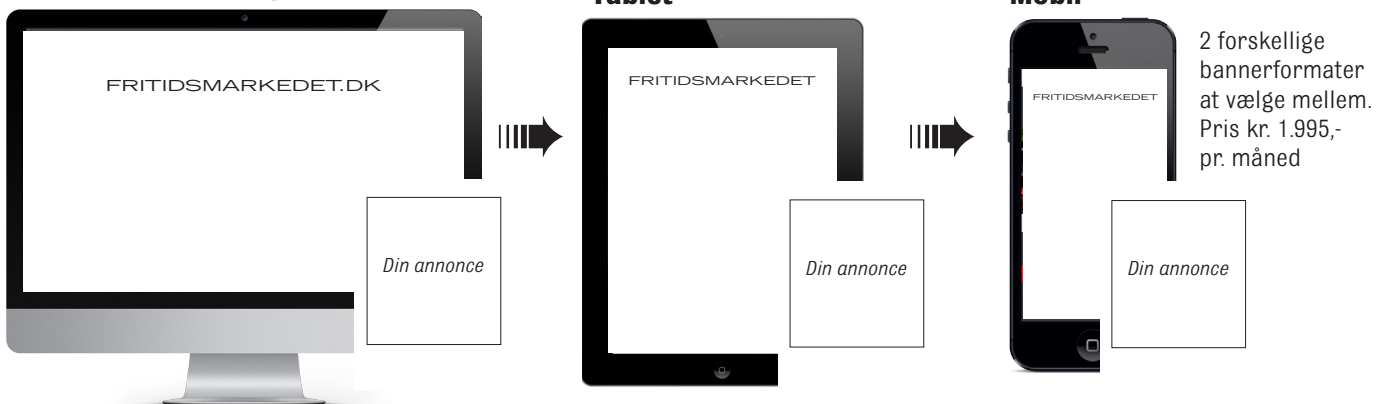 Tablet
Mobil
FRITIDSMARKEDET.DK
FRITIDSMARKEDET
FRITIDSMARKEDET
2 forskellige
bannerformater
at vælge mellem.
Pris kr. 1.995,-
pr. måned
Din annonce
Din annonce
Din annonce